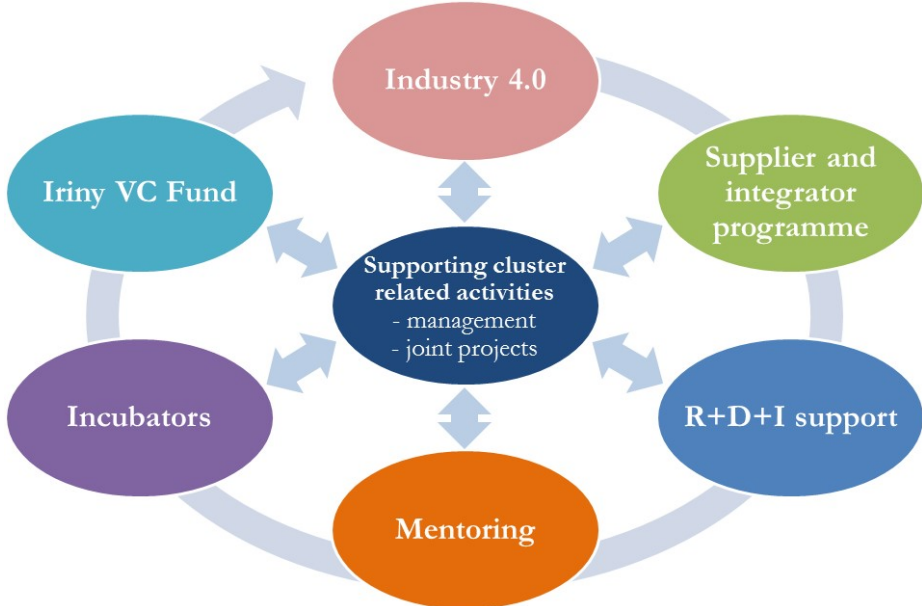 Industry 4.0
Supplier and
integrator
programme
Iriny VC Fund
Supporting cluster
related activities
- management
- joint projects
Incubators
R+D+I support
Mentoring